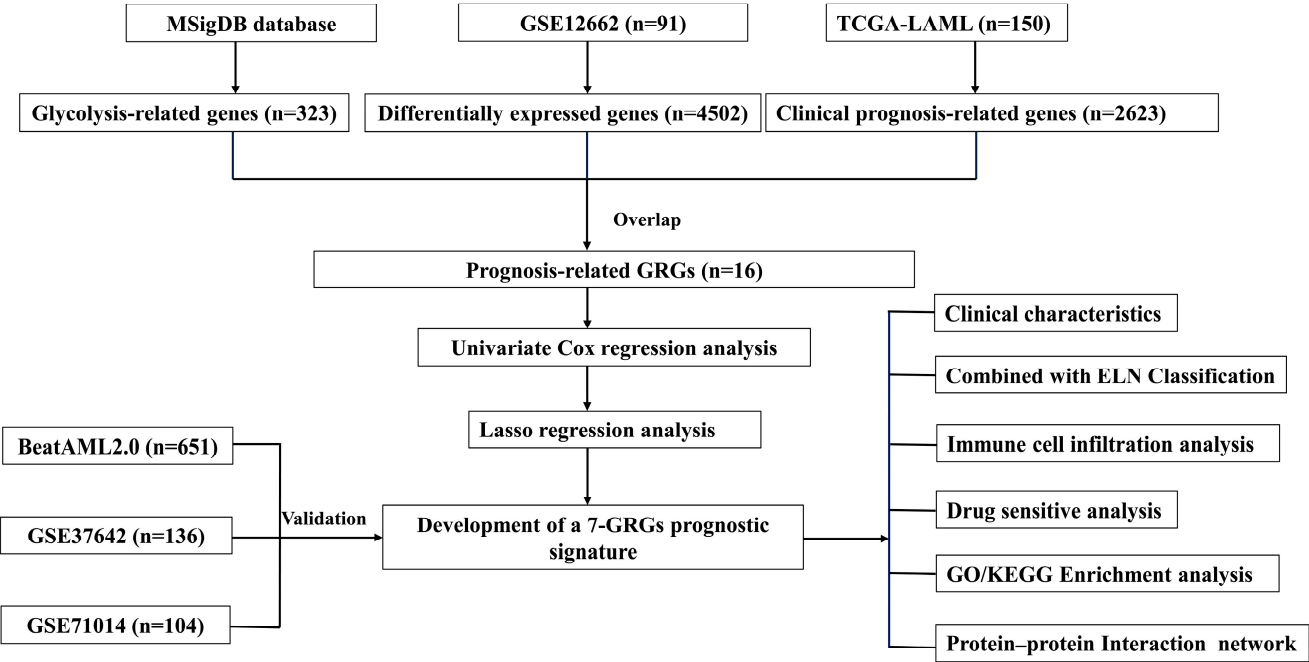 MSigDB database
GSE12662 (n=91)
TCGA-LAML (n=150)
Glycolysis-related genes (n=323)
Differentially expressed genes (n=4502)
Clinical prognosis-related genes (n=2623)
Overlap
Prognosis-related GRGs (n=16)
Univariate Cox regression analysis
Lasso regression analysis
BeatAML2.0 (n=651)
GSE37642 (n=136)
GSE71014 (n=104)
Validation
Development of a 7-GRGs prognostic
signature
Clinical characteristics
Combined with ELN Classification
Immune cell infiltration analysis
Drug sensitive analysis
GO/KEGG Enrichment analysis
Protein–protein Interaction network